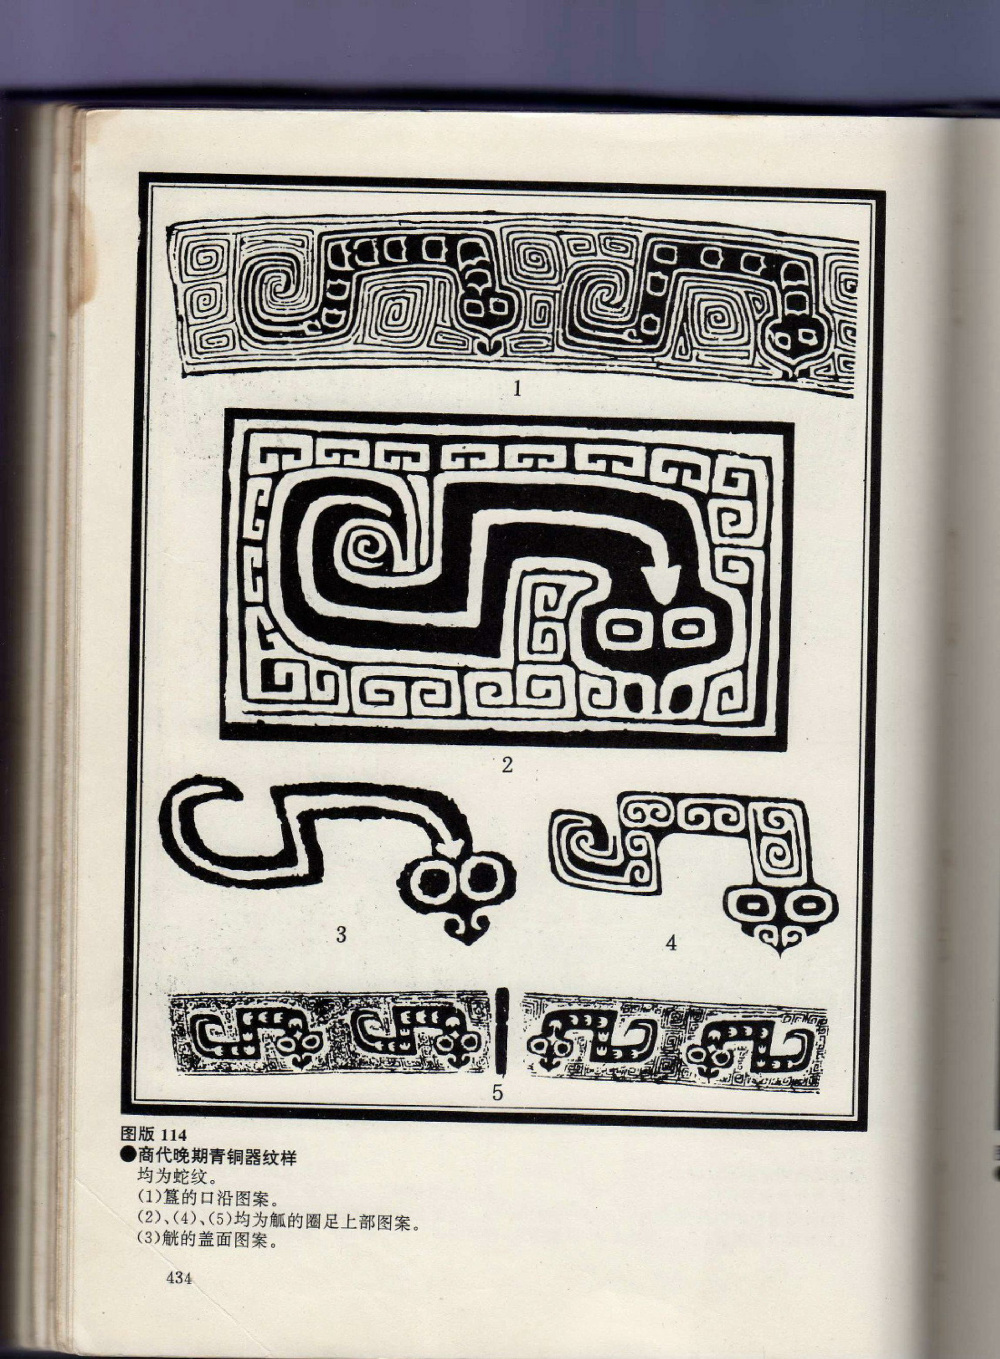 1
2
3
4
5
图版 114
●商代晚期青铜器纹样
均为蛇纹。
(1)簋的口沿图案。
(2)、(4)、(5)均为觚的圈足上部图案。
(3)觥的盖面图案。
434